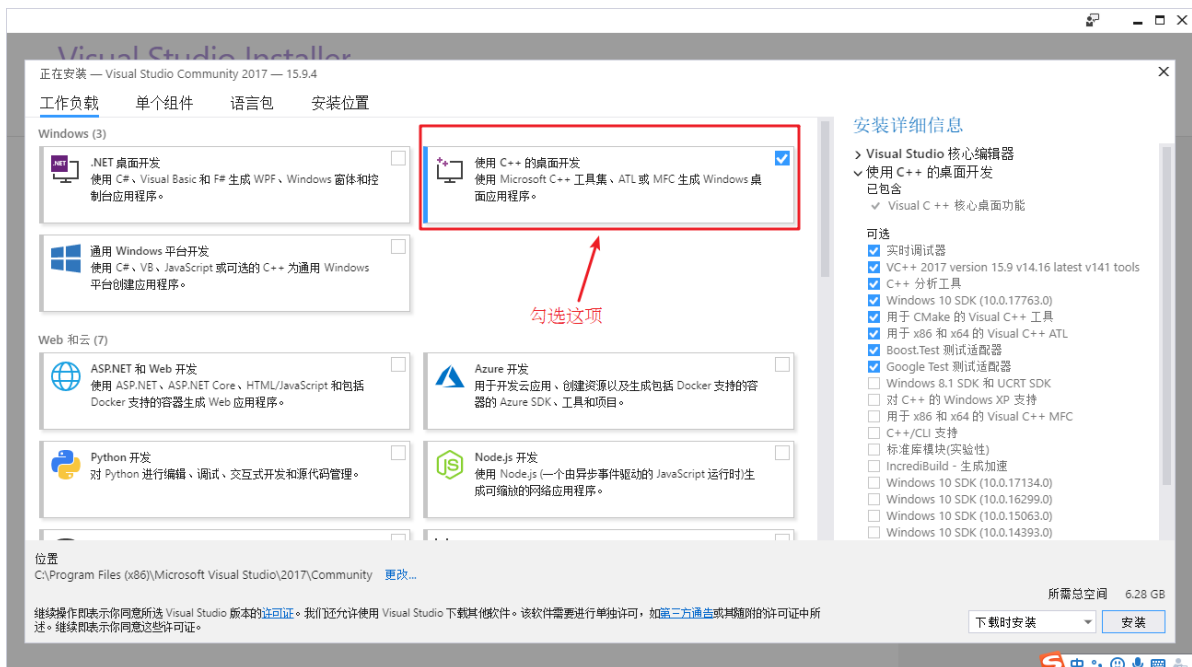 Visual Studio Installer
正在安装 — Visual Studio Community 2017 — 15.9.4
工作负载 单个组件 语言包 安装位置
Windows (3)
.NET
.NET 桌面开发
使用 C#、Visual Basic 和 F# 生成 WPF、Windows 窗体和控
制台应用程序。
使用 C++ 的桌面开发
使用 Microsoft C++ 工具集、ATL 或 MFC 生成 Windows 桌
面应用程序。
通用 Windows 平台开发
使用 C#、VB、JavaScript 或可选的 C++ 为通用 Windows
平台创建应用程序。
勾选这项
Web 和云 (7)
ASP.NET 和 Web 开发
使用 ASP.NET、ASP.NET Core、HTML/JavaScript 和包括
Docker 支持的容器生成 Web 应用程序。
Azure 开发
用于开发云应用、创建资源以及生成包括 Docker 支持的容
器的 Azure SDK、工具和项目。
Python 开发
对 Python 进行编辑、调试、交互式开发和源代码管理。
JS
Node.js 开发
使用 Node.js (一个由异步事件驱动的 JavaScript 运行时)生
成可缩放的网络应用程序。
安装详细信息
Visual Studio 核心编辑器
使用 C++ 的桌面开发
已包含
Visual C ++ 核心桌面功能
可选
实时调试器
VC++ 2017 version 15.9 v14.16 latest v141 tools
C++ 分析工具
Windows 10 SDK (10.0.17763.0)
用于 CMake 的 Visual C++ 工具
用于 x86 和 x64 的 Visual C++ ATL
Boost.Test 测试适配器
Google Test 测试适配器
Windows 8.1 SDK 和 UCRT SDK
对 C++ 的 Windows XP 支持
用于 x86 和 x64 的 Visual C++ MFC
C++/CLI 支持
标准库模块(实验性)
IncrediBuild - 生成加速
Windows 10 SDK (10.0.17134.0)
Windows 10 SDK (10.0.16299.0)
Windows 10 SDK (10.0.15063.0)
Windows 10 SDK (10.0.14393.0)
位置
C:\Program Files (x86)\Microsoft Visual Studio\2017\Community 更改...
所需总空间 6.28 GB
继续操作即表示你同意所选 Visual Studio 版本的许可证。我们还允许使用 Visual Studio 下载其他软件。该软件需要进行单独许可，如第三方通告或其随附的许可证中所
述。继续即表示你同意这些许可证。
下载时安装 安装
S 中